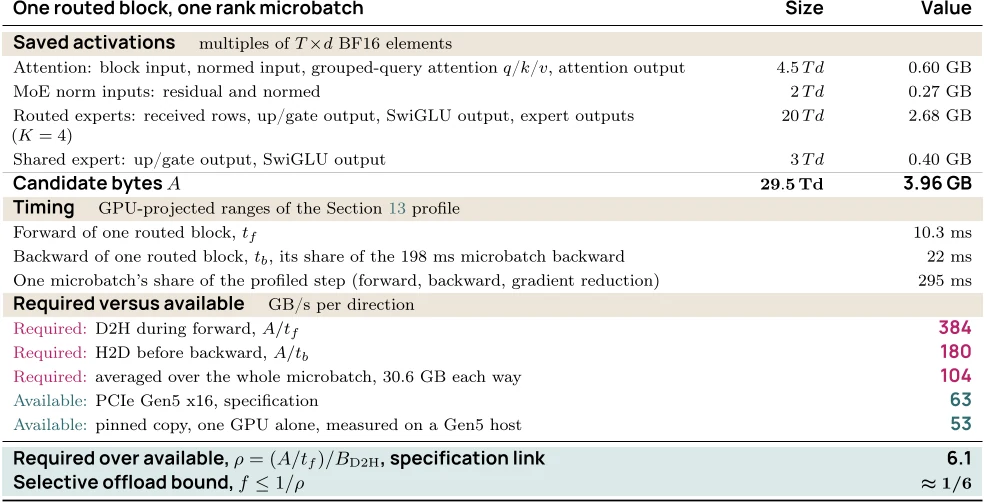 One routed block, one rank microbatch Size Value
Saved activations multiples of T×d BF16 elements
Attention: block input, normed input, grouped-query attention q/k/v, attention output 4.5 Td 0.60 GB
MoE norm inputs: residual and normed 2 Td 0.27 GB
Routed experts: received rows, up/gate output, SwiGLU output, expert outputs 20 Td 2.68 GB
(K = 4)
Shared expert: up/gate output, SwiGLU output 3 Td 0.40 GB
Candidate bytes A 29.5 Td 3.96 GB
Timing GPU-projected ranges of the Section 13 profile
Forward of one routed block, t_f 10.3 ms
Backward of one routed block, t_b, its share of the 198 ms microbatch backward 22 ms
One microbatch's share of the profiled step (forward, backward, gradient reduction) 295 ms
Required versus available GB/s per direction
Required: D2H during forward, A/t_f 384
Required: H2D before backward, A/t_b 180
Required: averaged over the whole microbatch, 30.6 GB each way 104
Available: PCIe Gen5 x16, specification 63
Available: pinned copy, one GPU alone, measured on a Gen5 host 53
Required over available, ρ = (A/t_f)/B_D2H, specification link 6.1
Selective offload bound, f ≤ 1/ρ ≈ 1/6